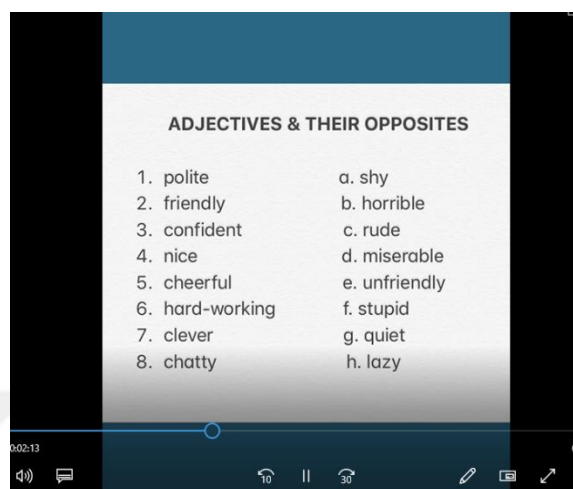 ADJECTIVES & THEIR OPPOSITES
1. polite a. shy
2. friendly b. horrible
3. confident c. rude
4. nice d. miserable
5. cheerful e. unfriendly
6. hard-working f. stupid
7. clever g. quiet
8. chatty h. lazy
0:02:13
10
30